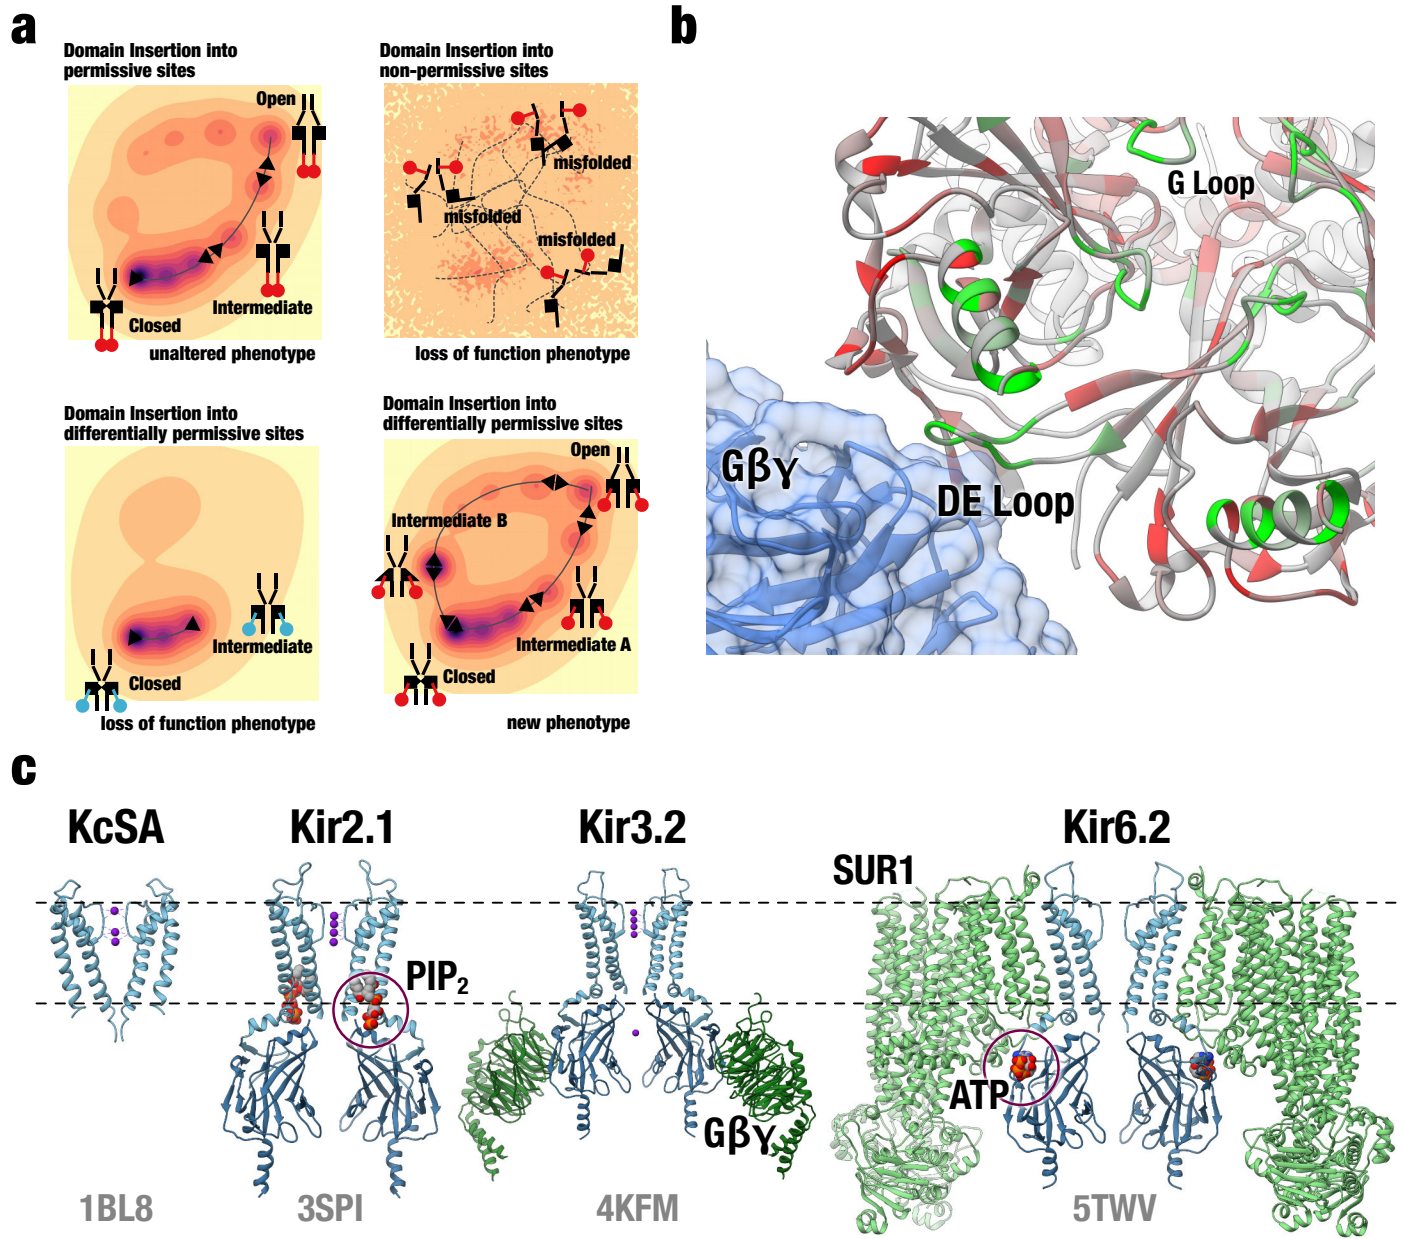 a
Domain Insertion into
permissive sites
Open
Intermediate
Closed
unaltered phenotype
Domain Insertion into
non-permissive sites
misfolded
misfolded
misfolded
loss of function phenotype
Domain Insertion into
differentially permissive sites
Intermediate
Closed
loss of function phenotype
Domain Insertion into
differentially permissive sites
Open
Intermediate B
Intermediate A
Closed
new phenotype
b
G Loop
Gβγ
DE Loop
c
KcSA
Kir2.1
Kir3.2
Kir6.2
SUR1
PIP₂
ATP
Gβγ
1BL8
3SPI
4KFM
5TWV